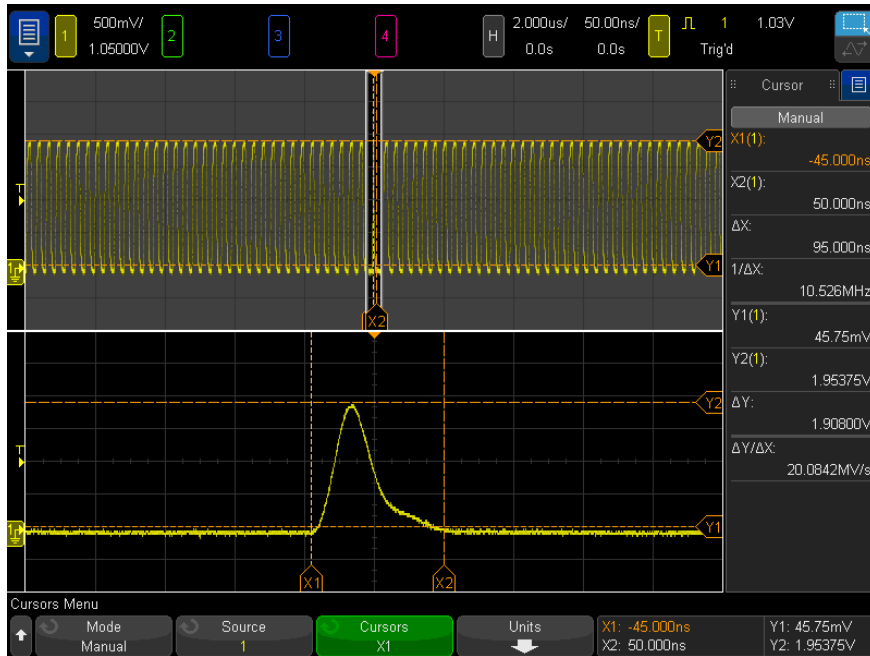 1 500mV/ 1.05000V 2 3 4 H 2.000us/ 0.0s 50.00ns/ 0.0s T 1 1.03V Trig'd
Cursor
Manual
X1(1):
-45.000ns
X2(1):
50.000ns
ΔX:
95.000ns
1/ΔX:
10.526MHz
Y1(1):
45.75mV
Y2(1):
1.95375V
ΔY:
1.90800V
ΔY/ΔX:
20.0842MV/s
Y2
T
1
Y1
X2
Y2
T
1
Y1
X1 X2
Cursors Menu
Mode Source Cursors Units X1: -45.000ns Y1: 45.75mV
Manual 1 X1 X2: 50.000ns Y2: 1.95375V